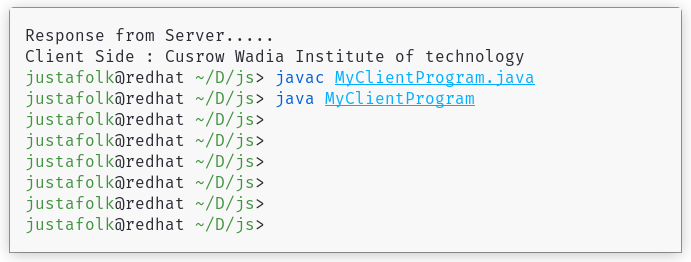 Response from Server.....
Client Side : Cusrow Wadia Institute of technology
justafolk@redhat ~/D/js> javac MyClientProgram.java
justafolk@redhat ~/D/js> java MyClientProgram
justafolk@redhat ~/D/js>
justafolk@redhat ~/D/js>
justafolk@redhat ~/D/js>
justafolk@redhat ~/D/js>
justafolk@redhat ~/D/js>
justafolk@redhat ~/D/js>